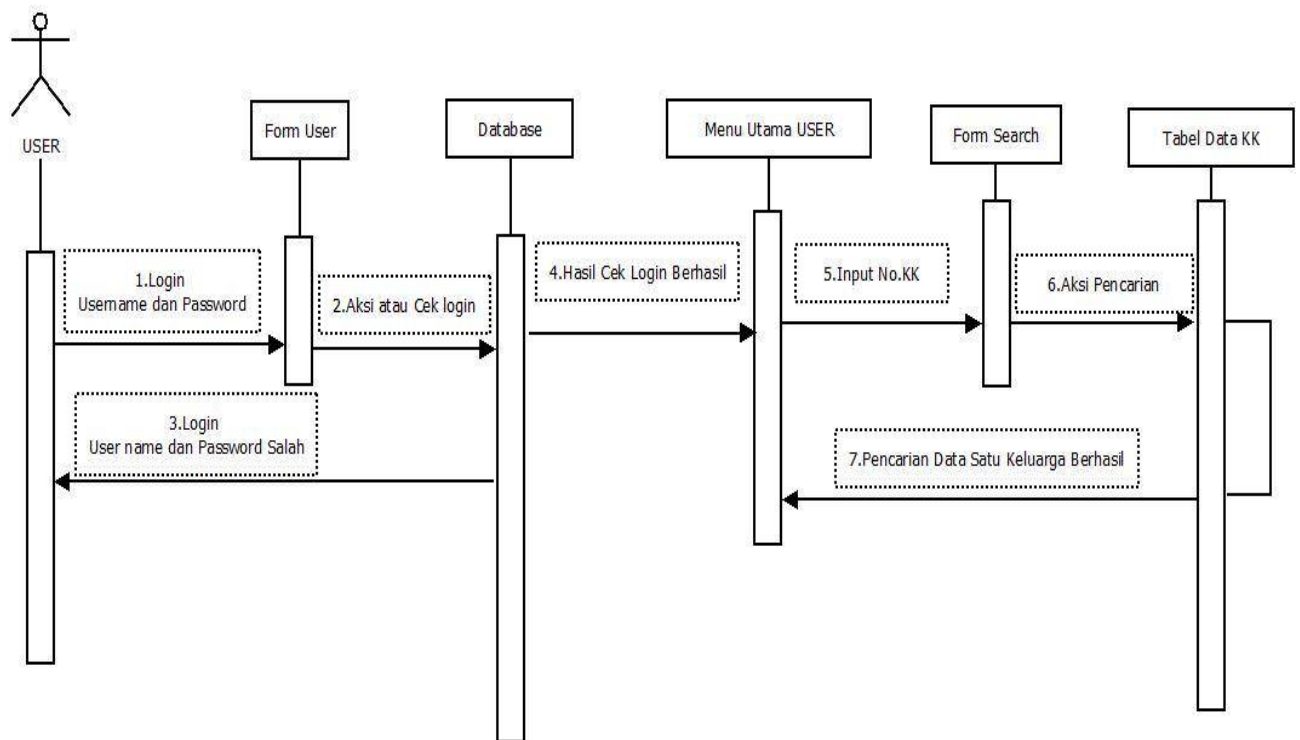 USER
Form User
Database
Menu Utama USER
Form Search
Tabel Data KK
1.Login
Username dan Password
2.Aksi atau Cek login
3.Login
User name dan Password Salah
4.Hasil Cek Login Berhasil
5.Input No.KK
6.Aksi Pencarian
7.Pencarian Data Satu Keluarga Berhasil